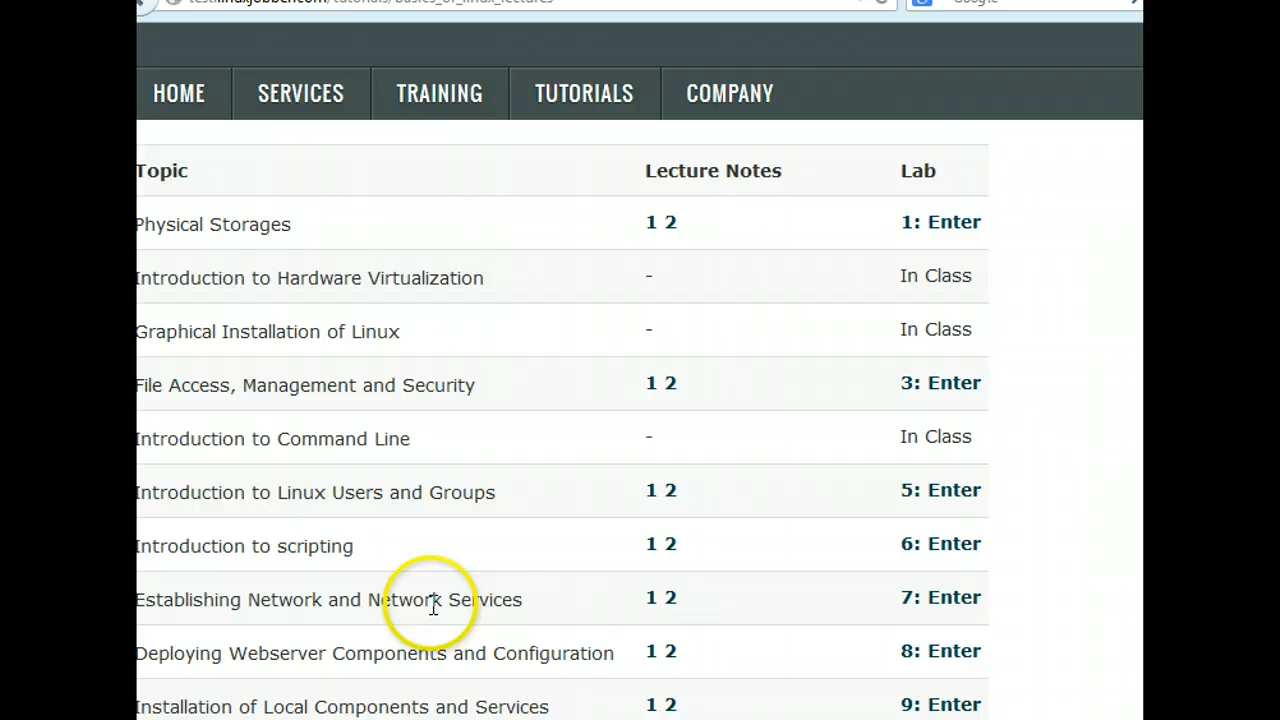 HOME SERVICES TRAINING TUTORIALS COMPANY
Topic Lecture Notes Lab
Physical Storages 1 2 1: Enter
Introduction to Hardware Virtualization - In Class
Graphical Installation of Linux - In Class
File Access, Management and Security 1 2 3: Enter
Introduction to Command Line - In Class
Introduction to Linux Users and Groups 1 2 5: Enter
Introduction to scripting 1 2 6: Enter
Establishing Network and Network Services 1 2 7: Enter
Deploying Webserver Components and Configuration 1 2 8: Enter
Installation of Local Components and Services 1 2 9: Enter